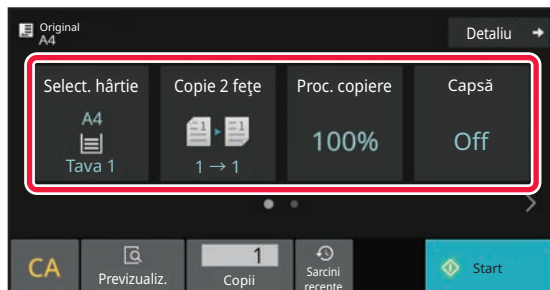 Original
A4
Detaliu
Select. hârtie
A4
Tava 1
Copie 2 feţe
1 → 1
Proc. copiere
100%
Capsă
Off
CA
Previzualiz.
1
Copii
Sarcini
recente
Start